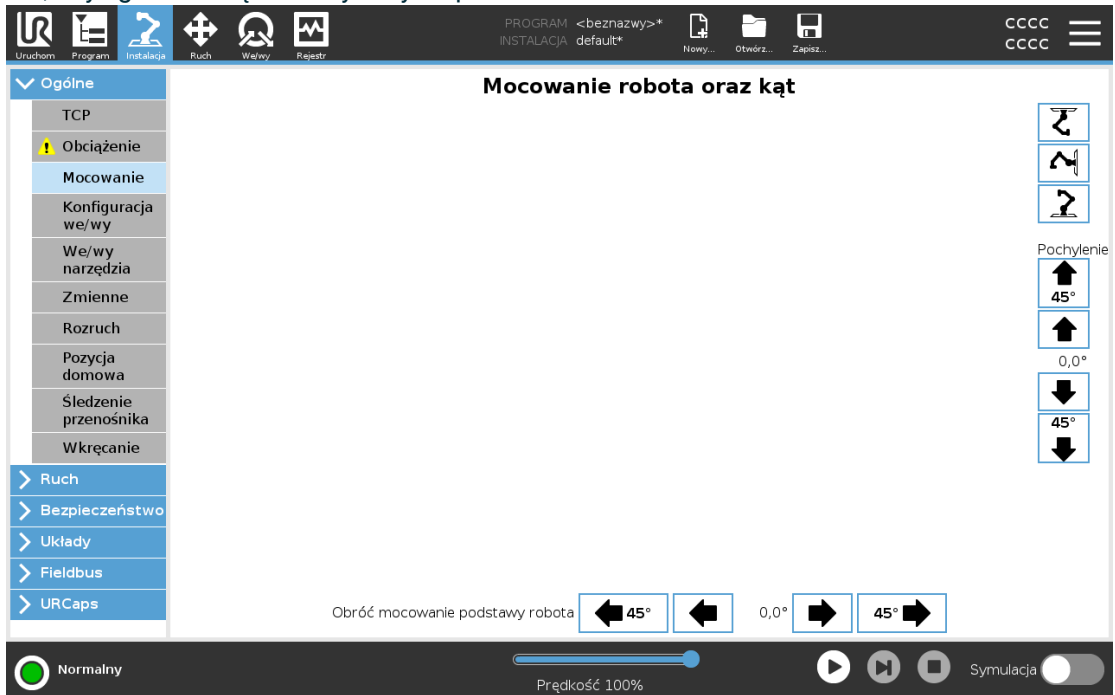 PROGRAM <beznazwy>*
INSTALACJA default*
CCCC
CCCC
Uruchom Program Instalacja Ruch We/wy Rejestr Nowy... Otwórz... Zapisz...
Ogólne
TCP
Obciążenie
Mocowanie
Konfiguracja
we/wy
We/wy
narzędzia
Zmienne
Rozruch
Pozycja
domowa
Śledzenie
przenośnika
Wkręcanie
Ruch
Bezpieczeństwo
Układy
Fieldbus
URCaps
Mocowanie robota oraz kąt
Pochylenie
45°
0,0°
45°
Obróć mocowanie podstawy robota 45° 0,0° 45°
Normalny
Prędkość 100%
Symulacja